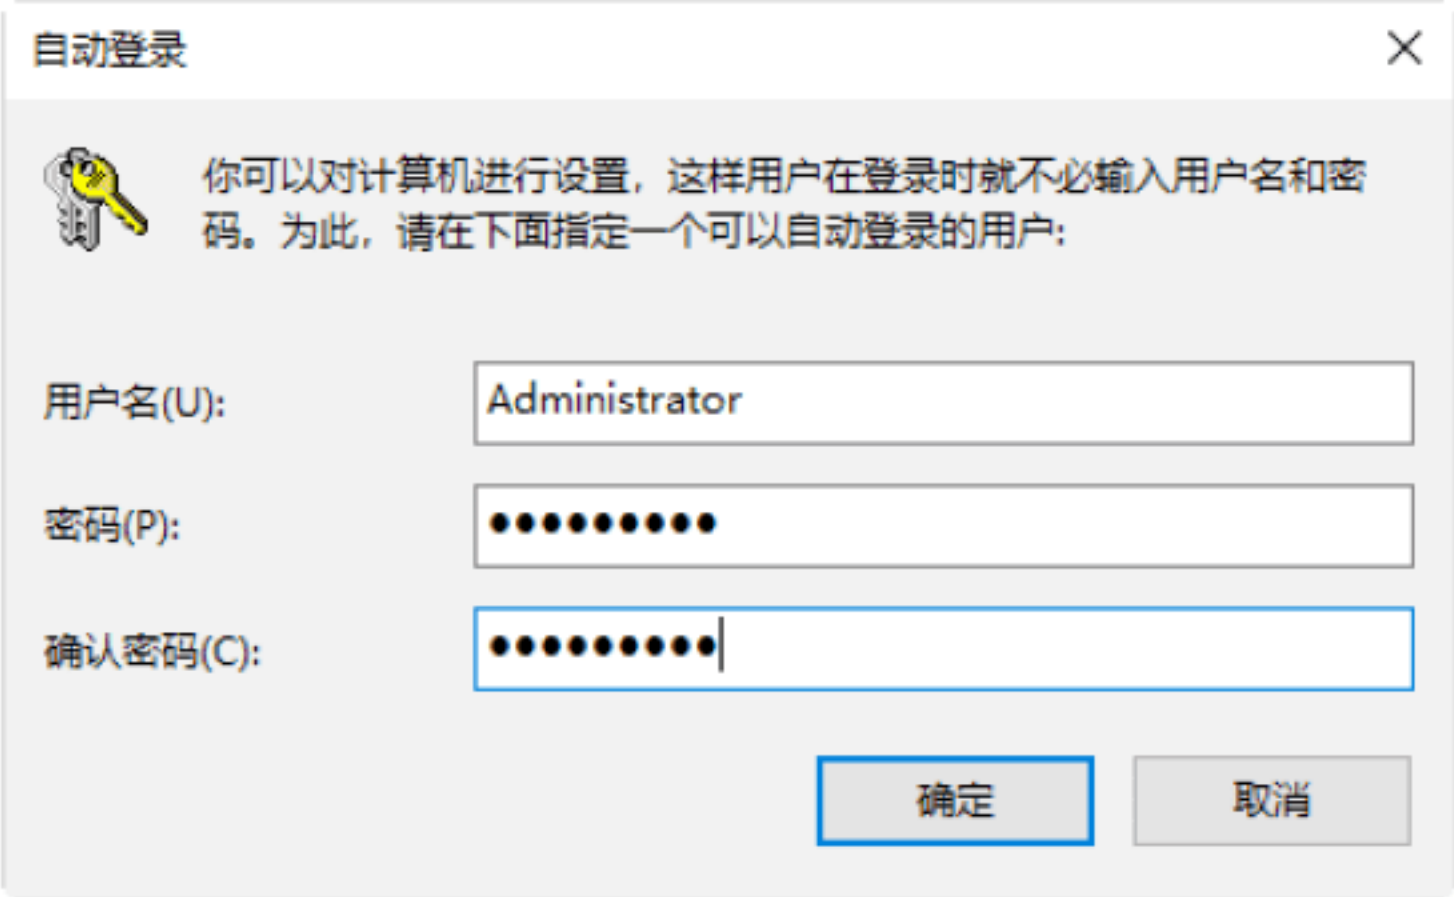 自动登录
你可以对计算机进行设置，这样用户在登录时就不必输入用户名和密
码。为此，请在下面指定一个可以自动登录的用户:
用户名(U): Administrator
密码(P): ●●●●●●●●●●
确认密码(C): ●●●●●●●●●●
确定 取消